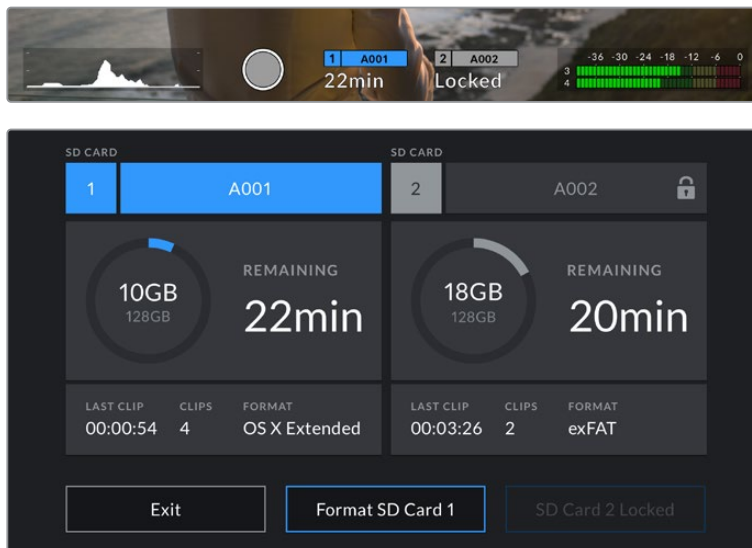 -36 -30 -24 -18 -12 -6 0
1 A001 2 A002
22min Locked
3
4
SD CARD SD CARD
1 A001 2 A002
REMAINING REMAINING
10GB 22min 18GB 20min
128GB 128GB
LAST CLIP CLIPS FORMAT LAST CLIP CLIPS FORMAT
00:00:54 4 OS X Extended 00:03:26 2 exFAT
Exit Format SD Card 1 SD Card 2 Locked